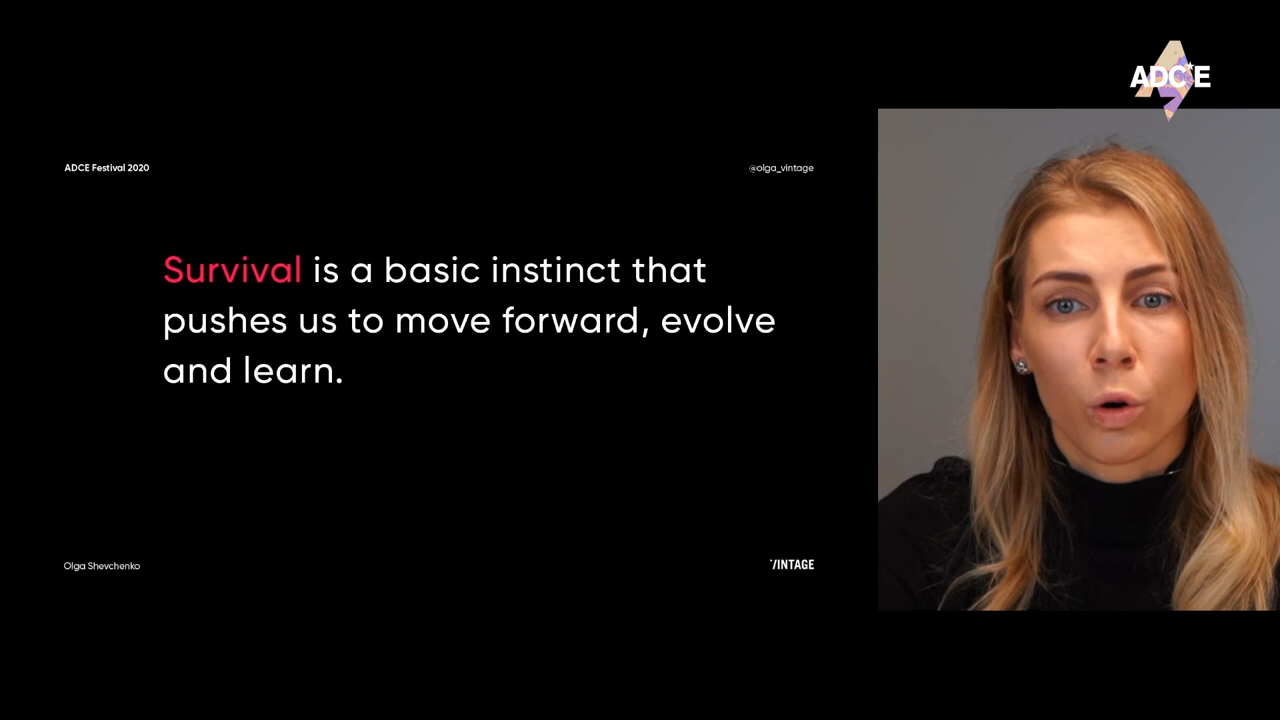 ADC*E
ADCE Festival 2020
@olga_vintage
Survival is a basic instinct that
pushes us to move forward, evolve
and learn.
Olga Shevchenko
VINTAGE